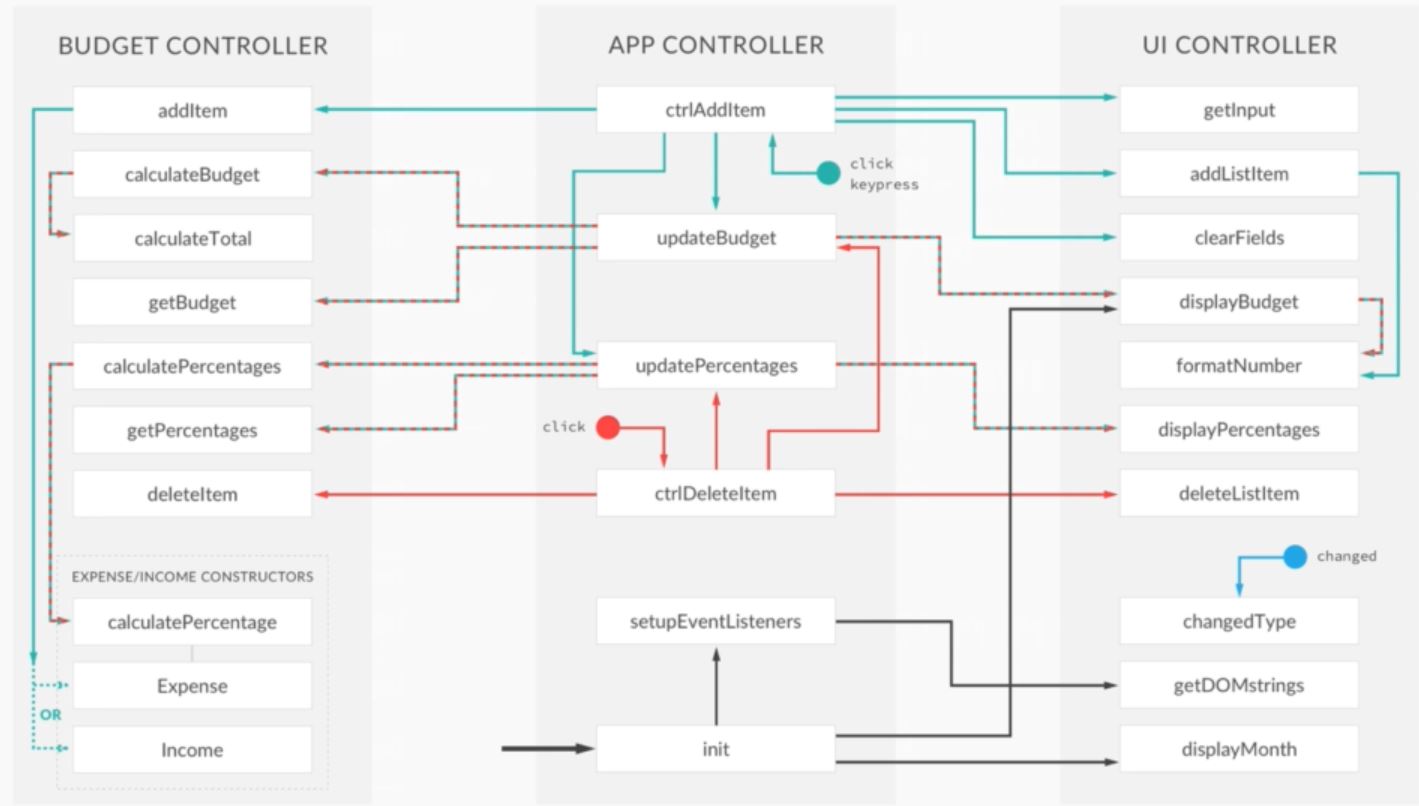 BUDGET CONTROLLER
addItem
calculateBudget
calculateTotal
getBudget
calculatePercentages
getPercentages
deleteItem
EXPENSE/INCOME CONSTRUCTORS
calculatePercentage
Expense
OR
Income
APP CONTROLLER
ctrlAddItem
click
keypress
updateBudget
updatePercentages
click
ctrlDeleteItem
setupEventListeners
init
UI CONTROLLER
getInput
addListItem
clearFields
displayBudget
formatNumber
displayPercentages
deleteListItem
changed
changedType
getDOMstrings
displayMonth